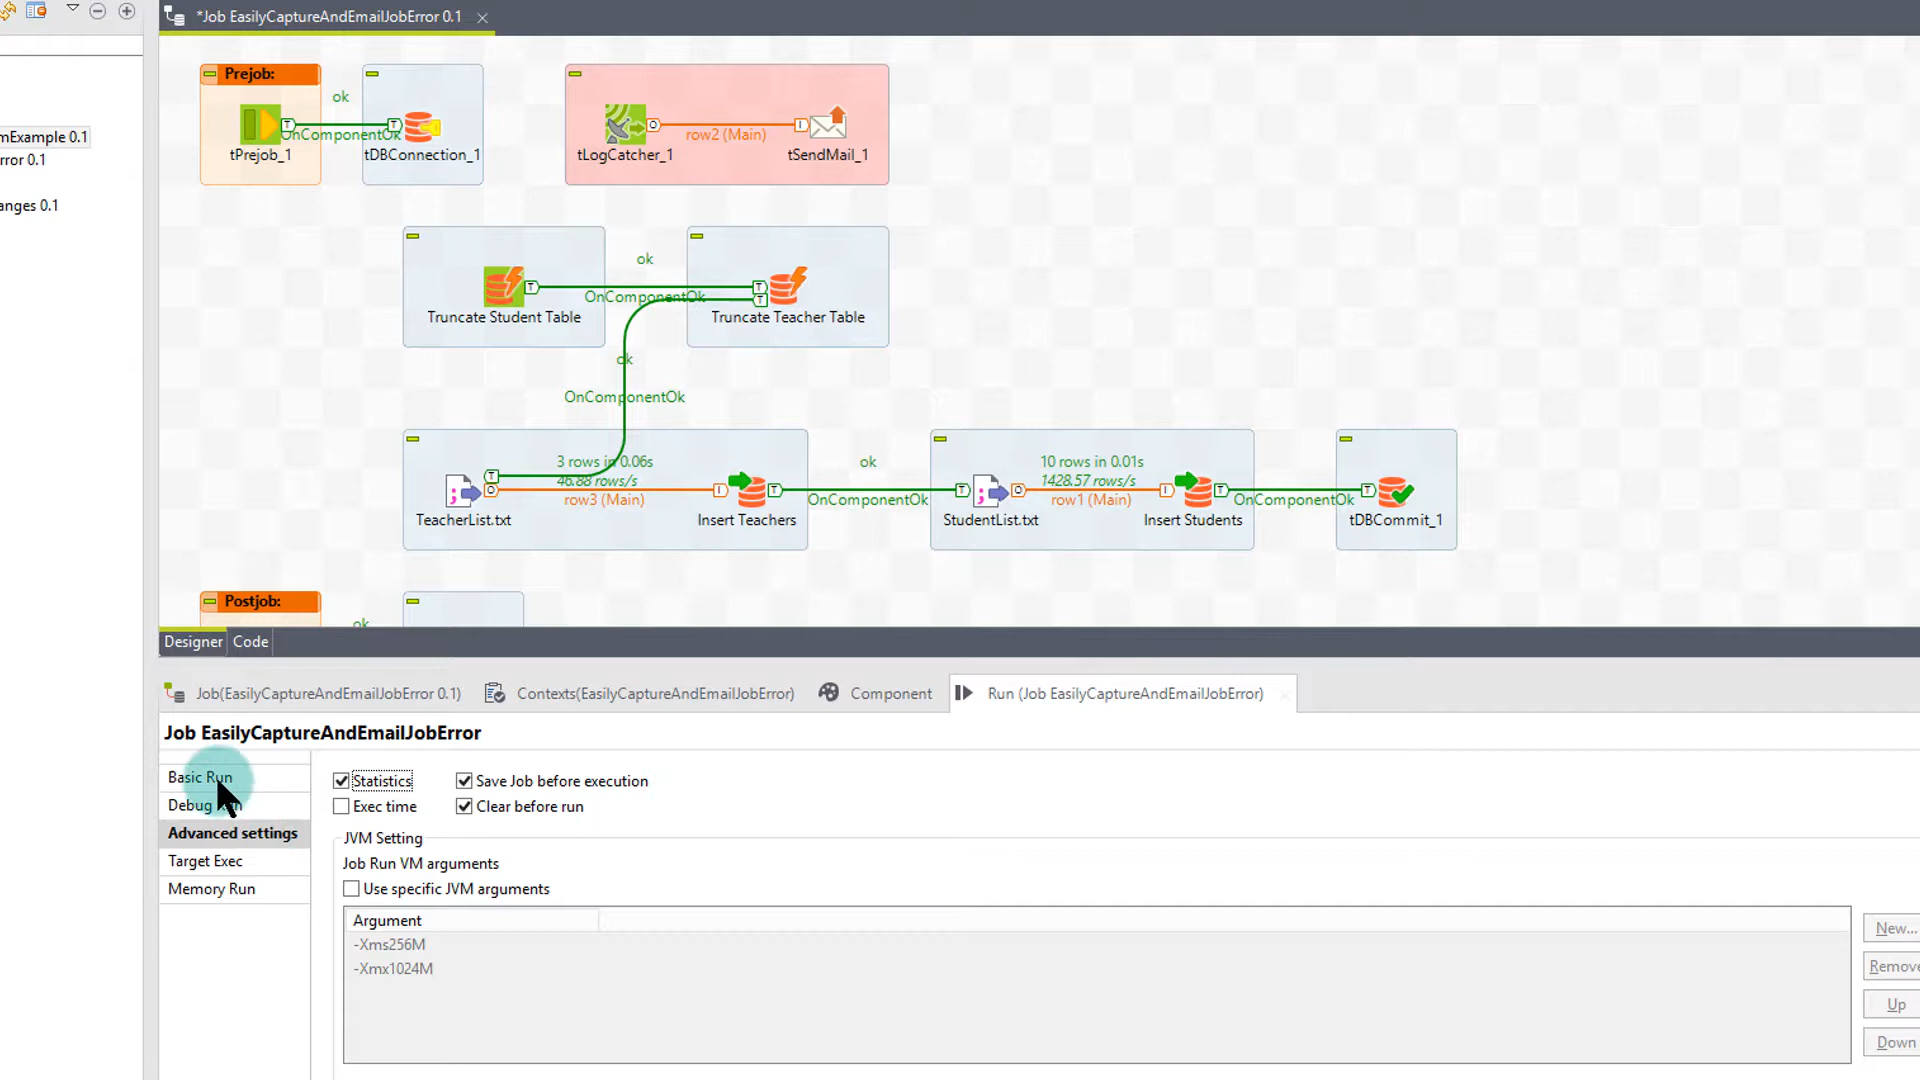 *Job EasilyCaptureAndEmailJobError 0.1
Prejob:
ok
OnComponentOk
tPrejob_1
tDBConnection_1
row2 (Main)
tLogCatcher_1
tSendMail_1
mExample 0.1
rror 0.1
anges 0.1
ok
OnComponentOk
Truncate Student Table
Truncate Teacher Table
ok
OnComponentOk
3 rows in 0.06s
46.88 rows/s
row3 (Main)
TeacherList.txt
Insert Teachers
ok
OnComponentOk
10 rows in 0.01s
1428.57 rows/s
row1 (Main)
StudentList.txt
Insert Students
OnComponentOk
tDBCommit_1
Postjob:
ok
Designer
Code
Job(EasilyCaptureAndEmailJobError 0.1)
Contexts(EasilyCaptureAndEmailJobError)
Component
Run (Job EasilyCaptureAndEmailJobError)
Job EasilyCaptureAndEmailJobError
Basic Run
Debug Run
Advanced settings
Target Exec
Memory Run
Statistics
Save Job before execution
Exec time
Clear before run
JVM Setting
Job Run VM arguments
Use specific JVM arguments
Argument
-Xms256M
-Xmx1024M
New...
Remove
Up
Down